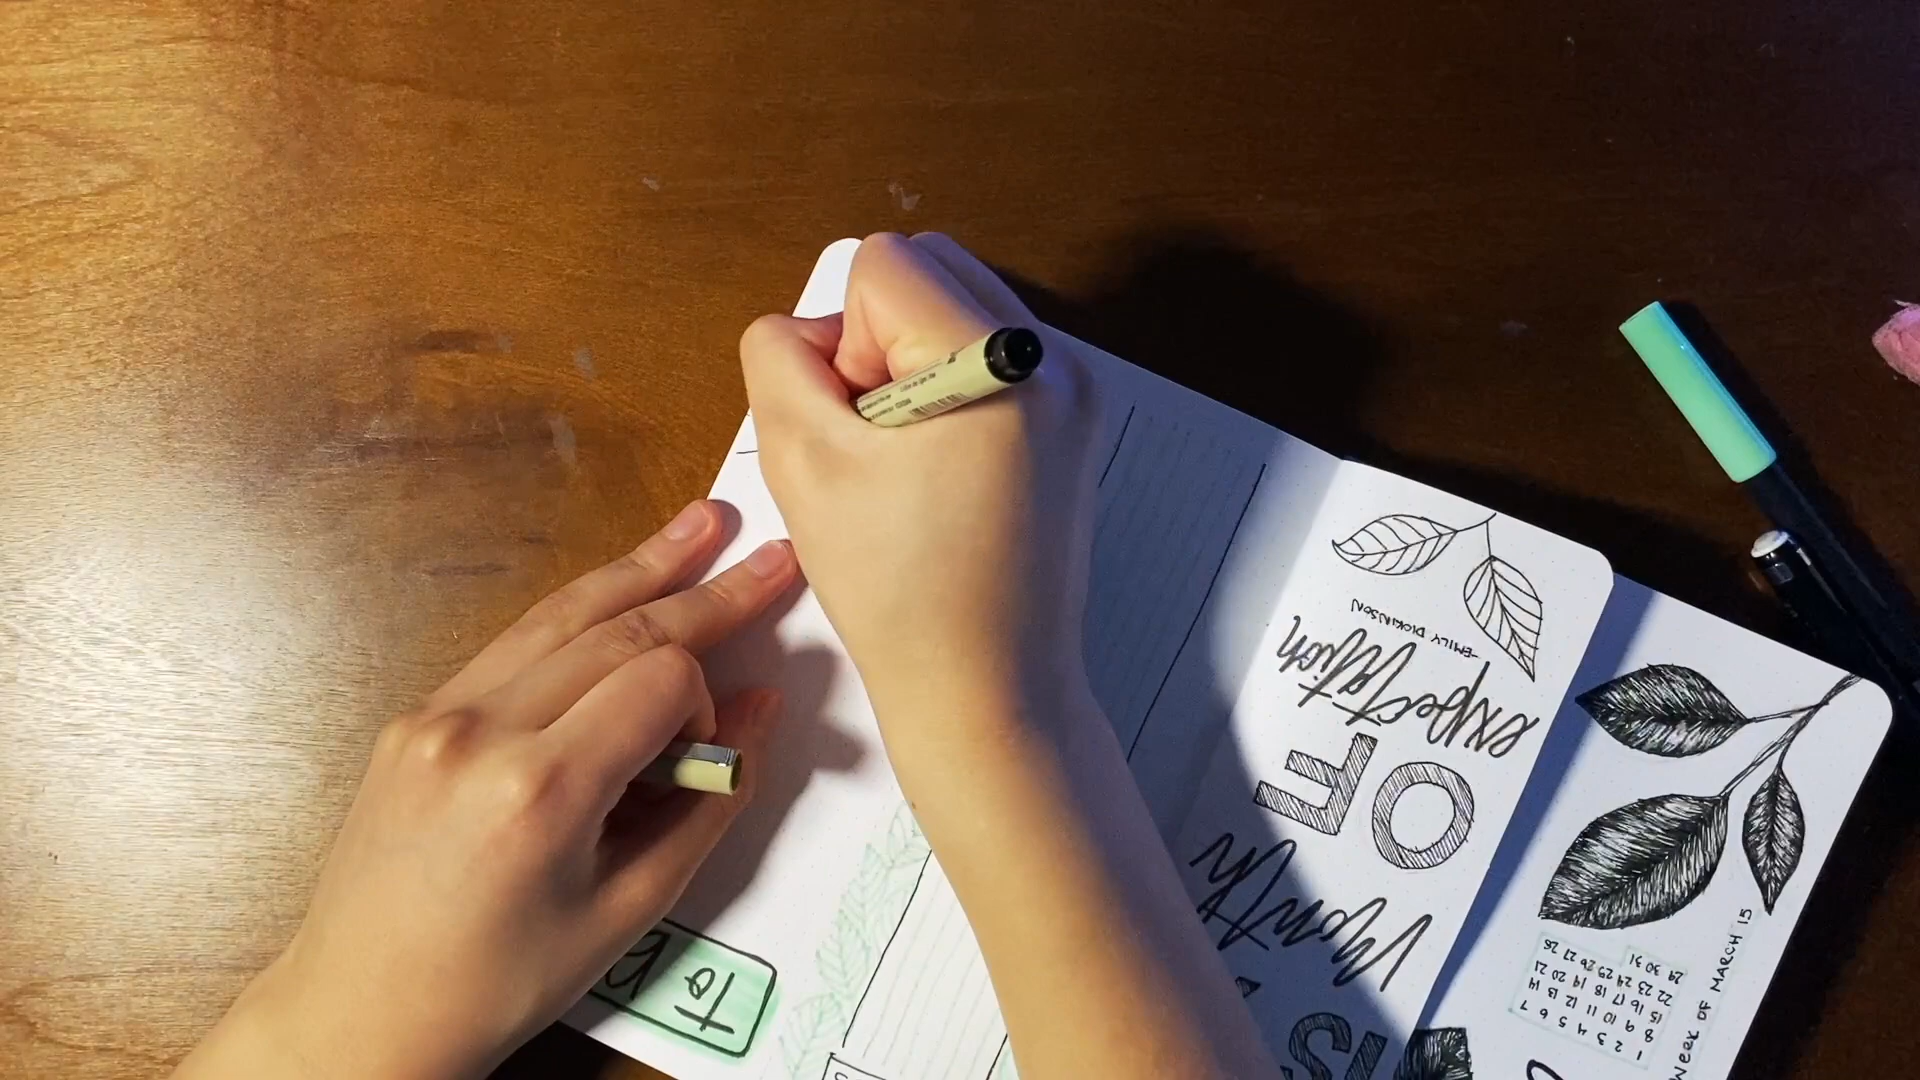 To
IS
Month
OF
expectation
-EMILY DICKINSON
1 2 3 4 5 6 7
8 9 10 11 12 13 14
15 16 17 18 19 20 21
22 23 24 25 26 27 28
29 30 31
WEEK OF MARCH 15